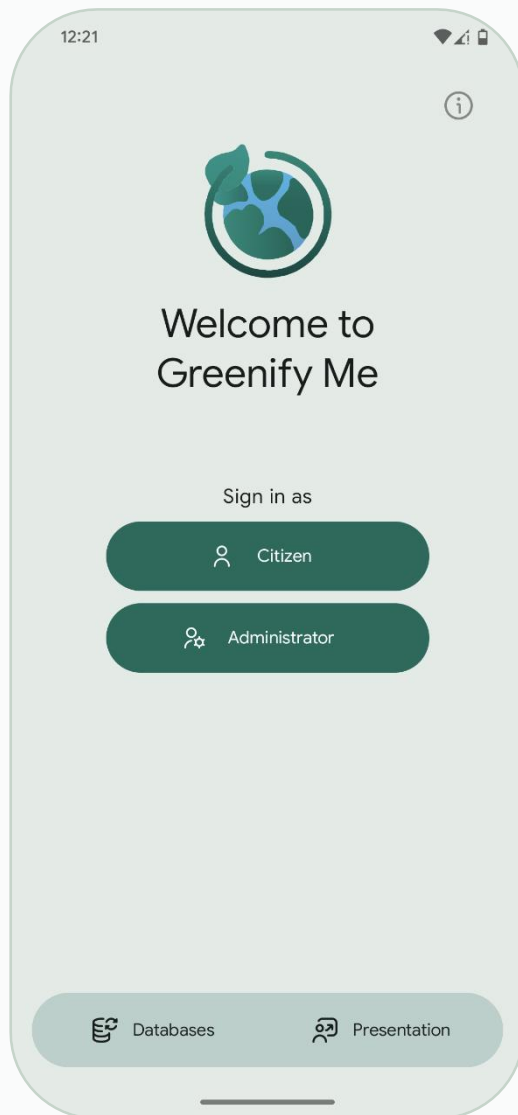 12:21
Welcome to
Greenify Me
Sign in as
Citizen
Administrator
Databases
Presentation